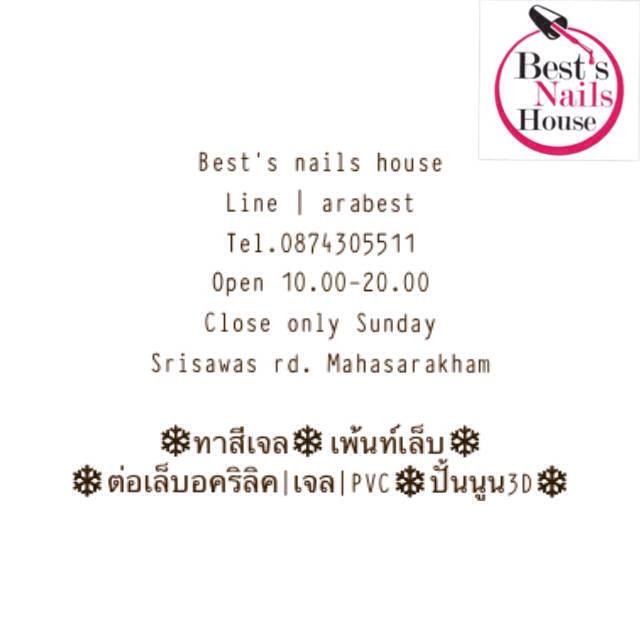 Best's
Nails
House
Best's nails house
Line | arabest
Tel.0874305511
Open 10.00-20.00
Close only Sunday
Srisawas rd. Mahasarakham
❄ทาสีเจล❄ เพ้นท์เล็บ❄
❄ต่อเล็บอคริลิค|เจล|PVC❄ปั้นนูน3D❄